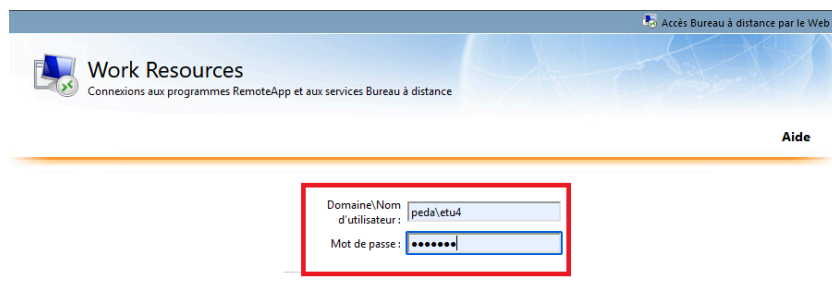 Accès Bureau à distance par le Web
Work Resources
Connexions aux programmes RemoteApp et aux services Bureau à distance
Aide
Domaine\Nom
d'utilisateur :
peda\etu4
Mot de passe :
●●●●●●●